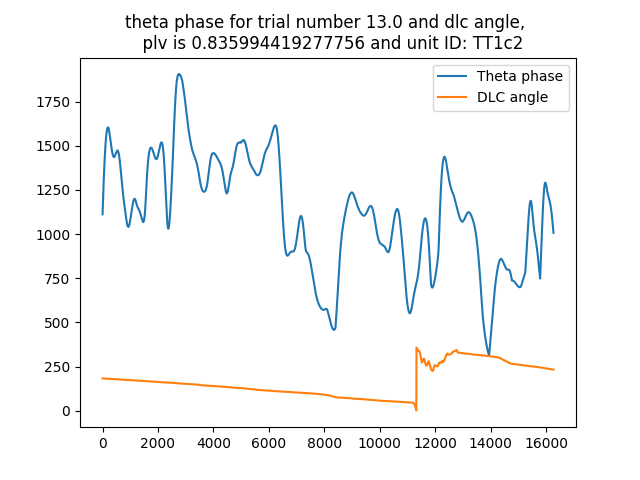 theta phase for trial number 13.0 and dlc angle,
plv is 0.835994419277756 and unit ID: TT1c2
Theta phase
DLC angle
1750
1500
1250
1000
750
500
250
0
0 2000 4000 6000 8000 10000 12000 14000 16000